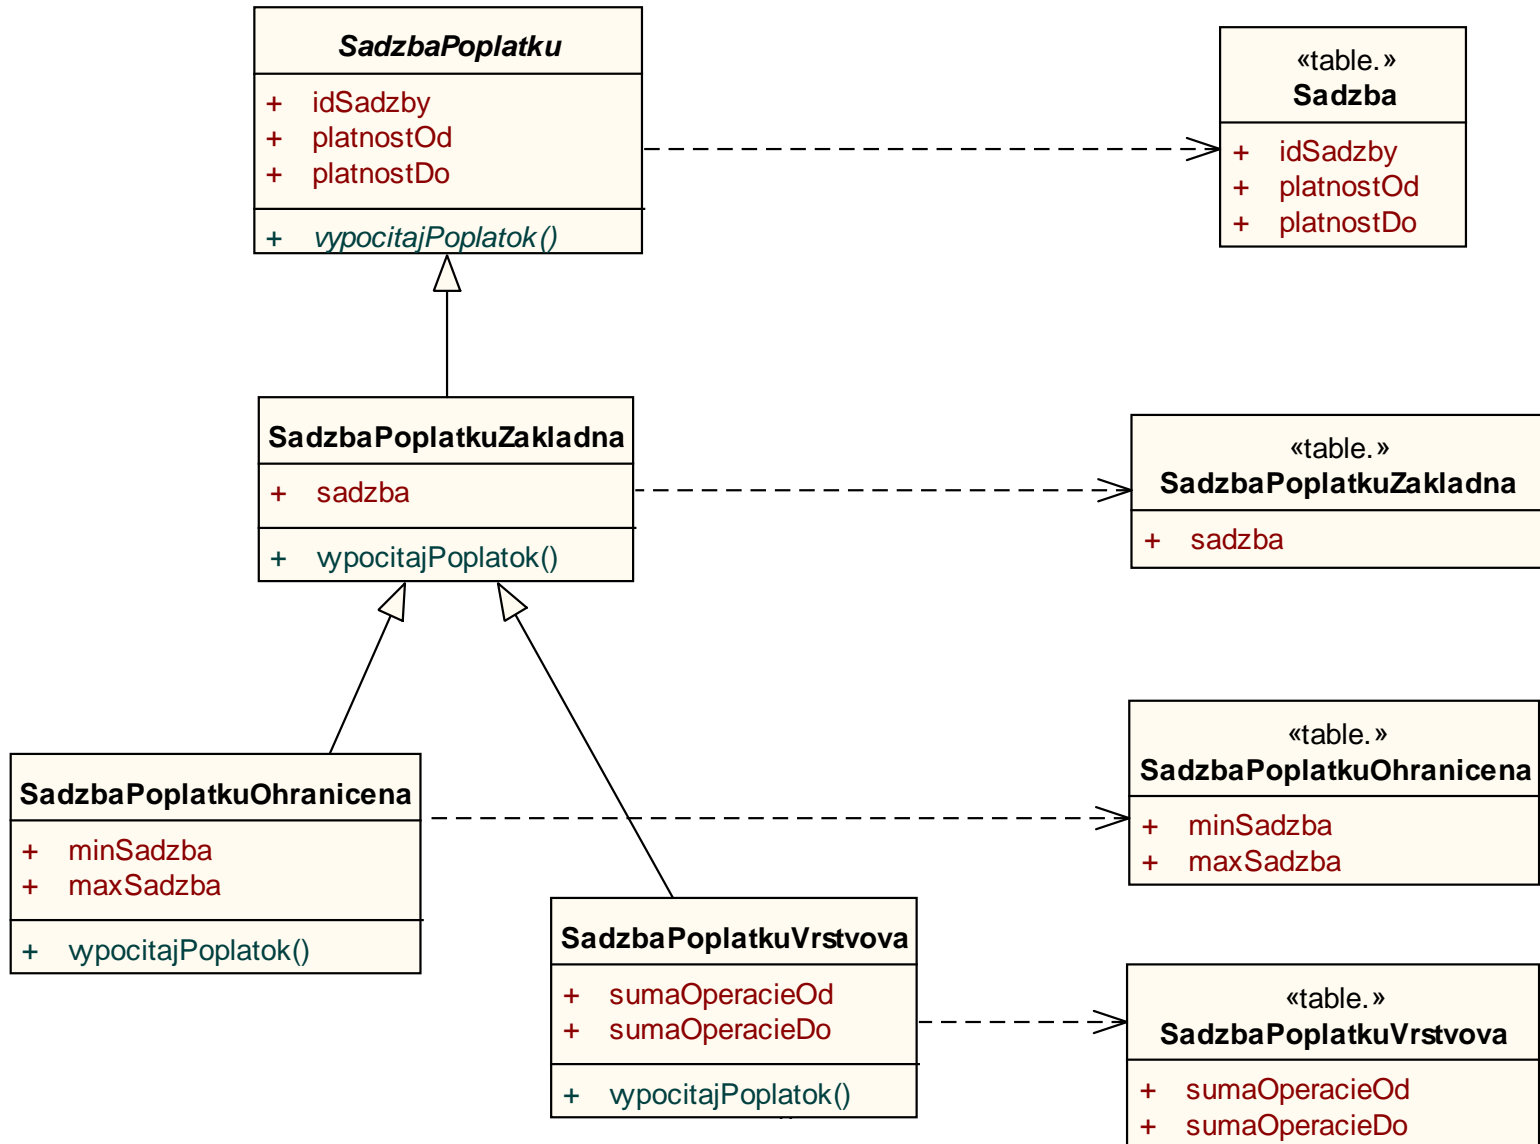 SadzbaPoplatku
+ idSadzby
+ platnostOd
+ platnostDo
+ vypocitajPoplatok()
«table.»
Sadzba
+ idSadzby
+ platnostOd
+ platnostDo
SadzbaPoplatkuZakladna
+ sadzba
+ vypocitajPoplatok()
«table.»
SadzbaPoplatkuZakladna
+ sadzba
SadzbaPoplatkuOhranicena
+ minSadzba
+ maxSadzba
+ vypocitajPoplatok()
«table.»
SadzbaPoplatkuOhranicena
+ minSadzba
+ maxSadzba
SadzbaPoplatkuVrstvova
+ sumaOperacieOd
+ sumaOperacieDo
+ vypocitajPoplatok()
«table.»
SadzbaPoplatkuVrstvova
+ sumaOperacieOd
+ sumaOperacieDo